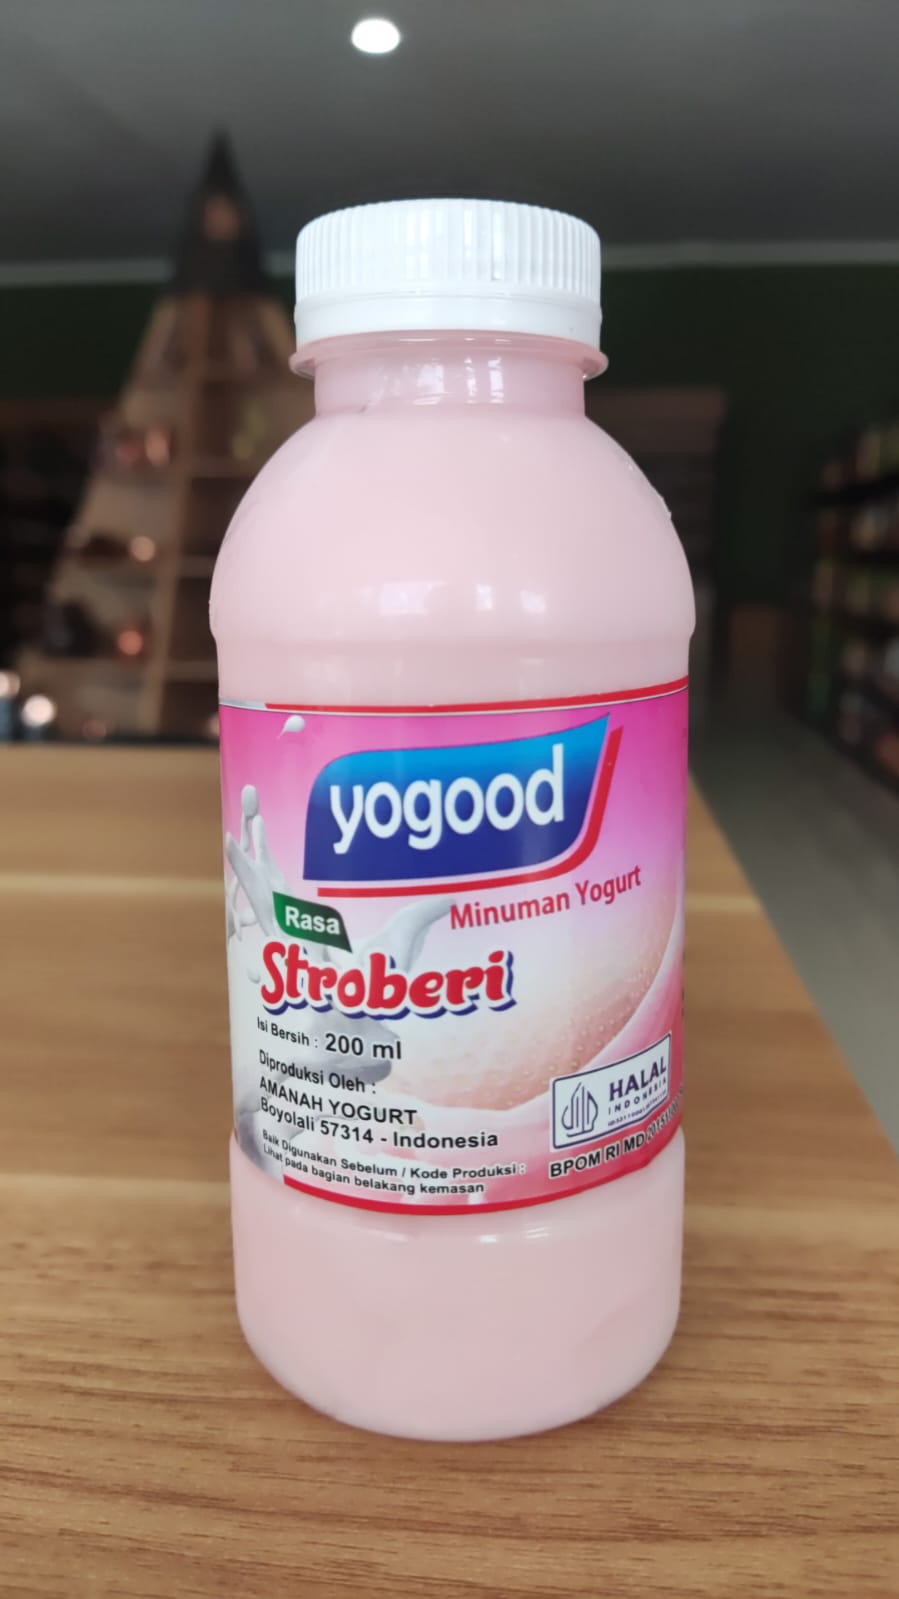 yogood
Minuman Yogurt
Rasa
Stroberi
Isi Bersih : 200 ml
Diproduksi Oleh :
AMANAH YOGURT
Boyolali 57314 - Indonesia
Baik Digunakan Sebelum / Kode Produksi :
Lihat pada bagian belakang kemasan
HALAL
INDONESIA
BPOM RI MD